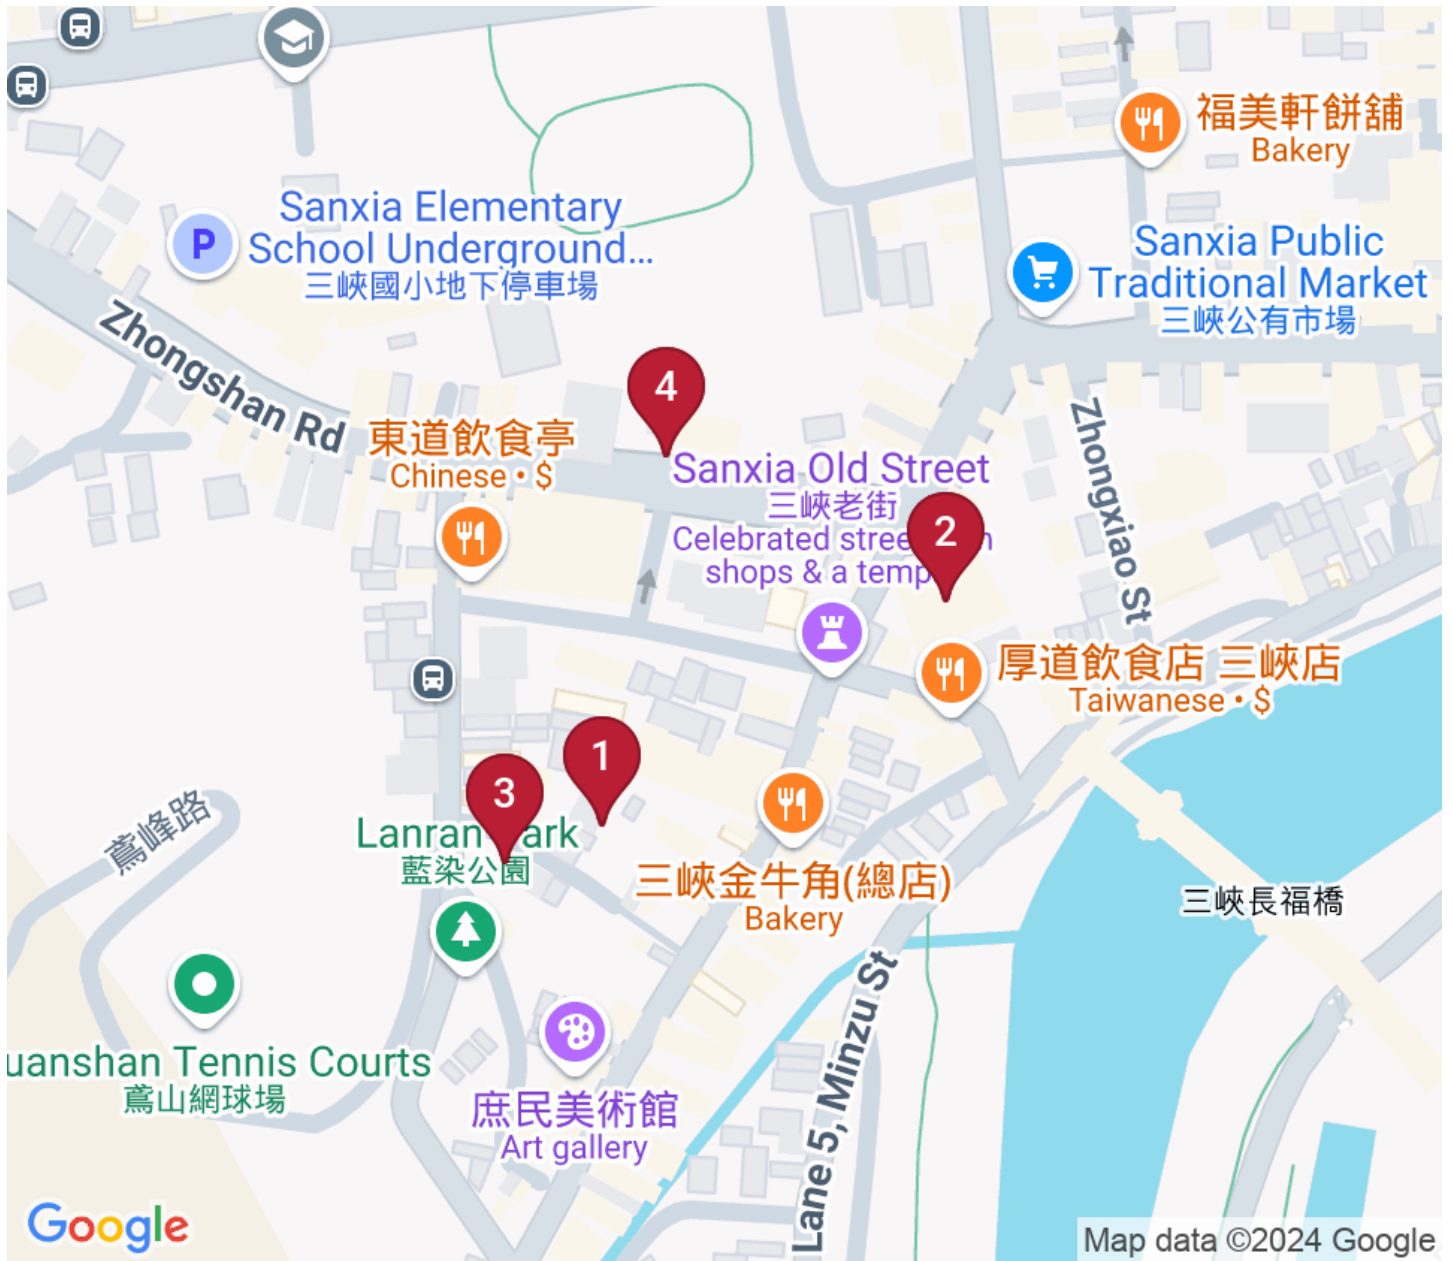 福美軒餅舖
Bakery
Sanxia Elementary
School Underground...
三峽國小地下停車場
P
Sanxia Public
Traditional Market
三峽公有市場
Zhongshan Rd
4
東道飲食亭
Chinese • $
Sanxia Old Street
三峽老街
Celebrated
shops & a
2
Zhongxiao St
厚道飲食店 三峽店
Taiwanese • $
1
3
鳶峰路
Lanran
藍染公園
三峽金牛角(總店)
Bakery
三峽長福橋
uanshan Tennis Courts
鳶山網球場
庶民美術館
Art gallery
Lane 5, Minzu St
Google
Map data ©2024 Google